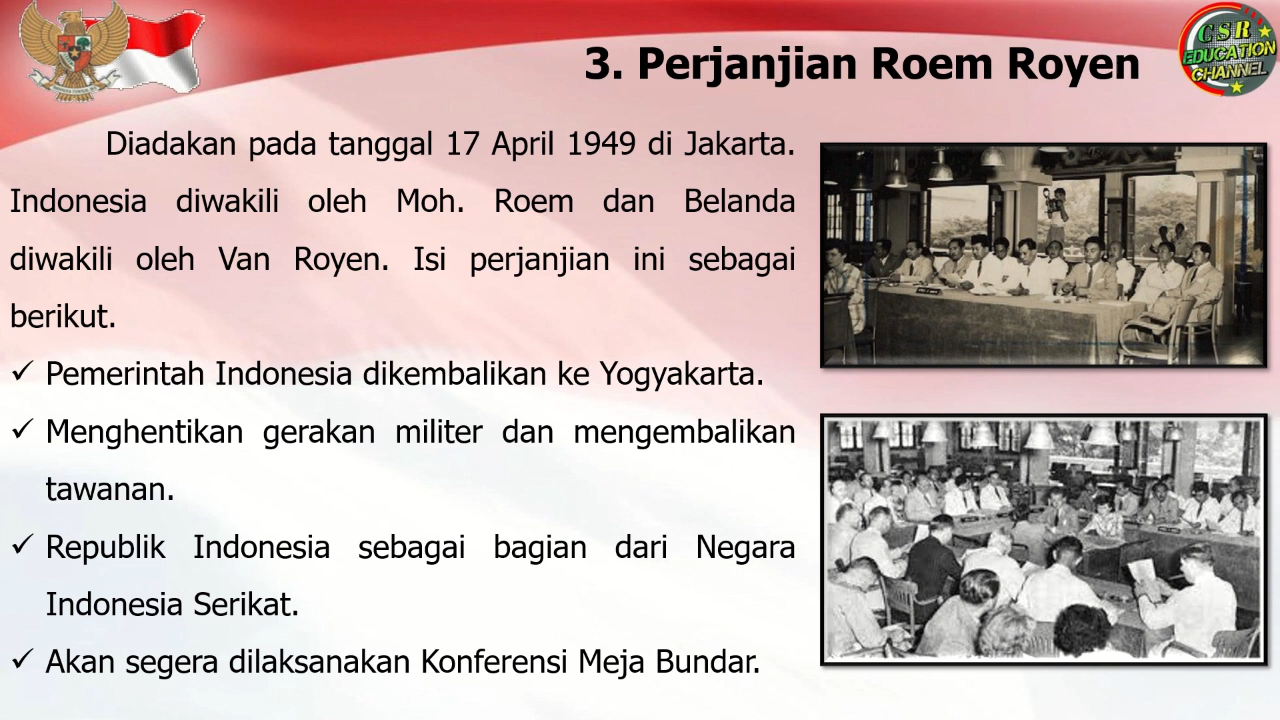 CSR
EDUCATION
CHANNEL
3. Perjanjian Roem Royen
Diadakan pada tanggal 17 April 1949 di Jakarta.
Indonesia diwakili oleh Moh. Roem dan Belanda
diwakili oleh Van Royen. Isi perjanjian ini sebagai
berikut.
✓ Pemerintah Indonesia dikembalikan ke Yogyakarta.
✓ Menghentikan gerakan militer dan mengembalikan
tawanan.
✓ Republik Indonesia sebagai bagian dari Negara
Indonesia Serikat.
✓ Akan segera dilaksanakan Konferensi Meja Bundar.